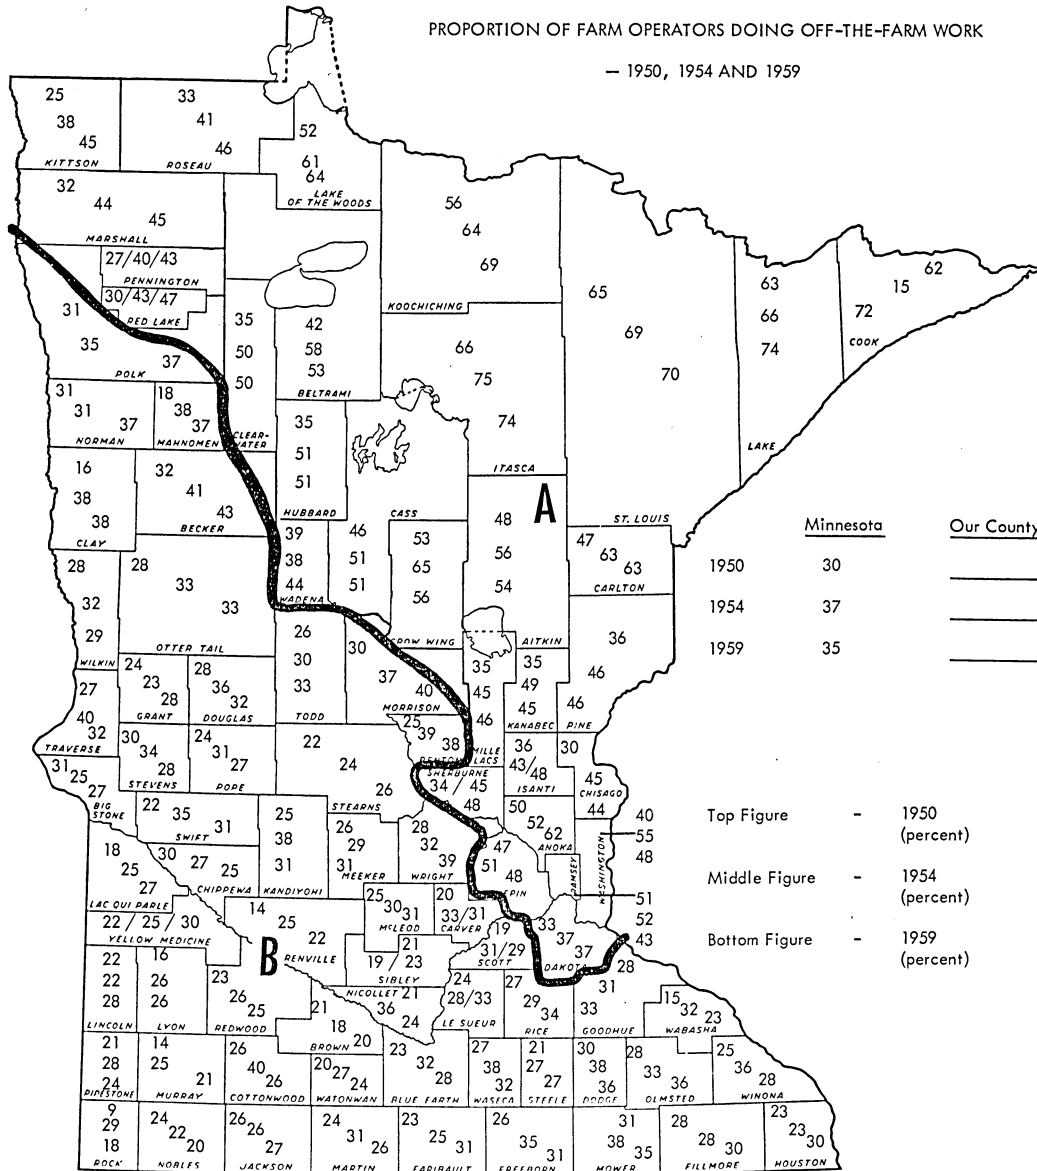 PROPORTION OF FARM OPERATORS DOING OFF-THE-FARM WORK
– 1950, 1954 AND 1959
25
38
45
KITTSON
33
41
46
ROSEAU
52
61
64
LAKE
OF THE WOODS
32
44
45
MARSHALL
27/40/43
PENNINGTON
30/43/47
RED LAKE
31
35
37
POLK
35
50
50
CLEAR-
WATER
42
58
53
BELTRAMI
56
64
69
KOOCHICHING
66
75
74
ITASCA
65
69
70
ST. LOUIS
63
66
74
LAKE
62
15
72
COOK
31
31
37
NORMAN
18
38
37
MAHNOMEN
35
51
51
HUBBARD
CASS
46
51
51
16
38
38
CLAY
32
41
43
BECKER
39
38
44
WADENA
53
65
56
CROW WING
A
48
56
54
AITKIN
47
63
63
CARLTON
28
32
29
WILKIN
28
33
33
OTTER TAIL
26
30
33
TODD
30
37
40
MORRISON
35
45
46
MILLE
LACS
35
49
45
KANABEC
36
46
46
PINE
27
40
32
TRAVERSE
24
23
28
GRANT
28
36
32
DOUGLAS
25
39
38
BENTON
36
43/48
ISANTI
30
45
44
CHISAGO
31
25
27
BIG
STONE
30
34
28
STEVENS
24
31
27
POPE
22
24
26
STEARNS
SHERBURNE
34/45
48
50
52
62
ANOKA
22
35
31
SWIFT
25
38
31
KANDIYOHI
26
29
31
MEEKER
28
32
39
WRIGHT
47
51
48
EPIN
RAMSEY
WASHINGTON
40
55
48
51
52
43
18
25
27
LAC QUI PARLE
30
27
25
CHIPPEWA
22/25/30
YELLOW MEDICINE
B
14
25
22
RENVILLE
25
30
31
MCLEOD
20
33/31
CARVER
19
31/29
SCOTT
33
37
37
DAKOTA
21
19/23
SIBLEY
22
22
28
LINCOLN
16
26
26
LYON
23
26
25
REDWOOD
21
18
20
BROWN
NICOLLET
21
36
24
24
28/33
LE SUEUR
27
29
34
RICE
28
31
33
GOODHUE
15
32
23
WABASHA
21
28
24
PIPESTONE
14
25
21
MURRAY
26
40
26
COTTONWOOD
20
27
24
WATONWAN
23
32
28
BLUE EARTH
27
38
32
WASECA
21
27
27
STEELE
30
38
36
DODGE
28
33
36
OLMSTED
25
36
28
WINONA
9
29
18
ROCK
24
22
20
NOBLES
26
26
27
JACKSON
24
31
26
MARTIN
23
25
31
FARIBAULT
26
35
31
FREEBORN
31
38
35
MOWER
28
28
30
FILLMORE
23
23
30
HOUSTON
Minnesota Our County
1950 30
1954 37
1959 35
Top Figure - 1950
(percent)
Middle Figure - 1954
(percent)
Bottom Figure - 1959
(percent)